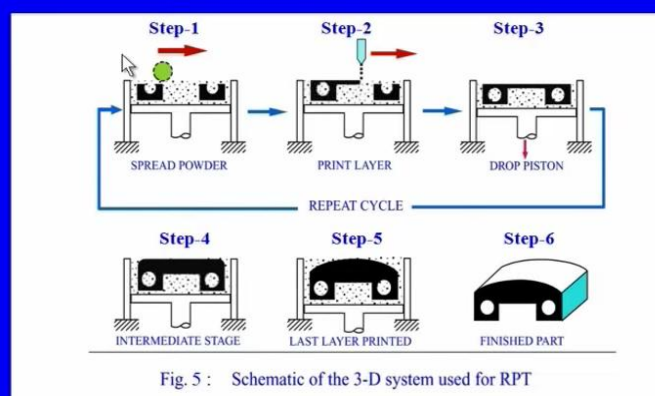 Step-1
Step-2
Step-3
SPREAD POWDER
PRINT LAYER
DROP PISTON
REPEAT CYCLE
Step-4
Step-5
Step-6
INTERMEDIATE STAGE
LAST LAYER PRINTED
FINISHED PART
Fig. 5 : Schematic of the 3-D system used for RPT